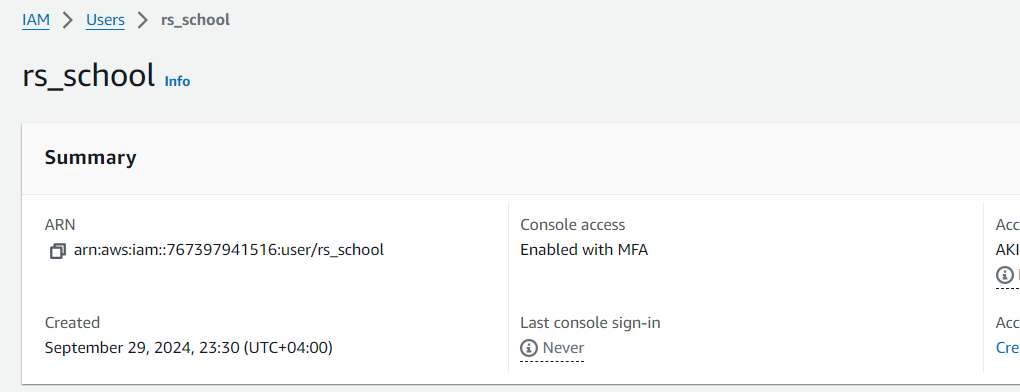 IAM > Users > rs_school
rs_school Info
Summary
ARN
arn:aws:iam::767397941516:user/rs_school
Console access
Enabled with MFA
Acc
AKI
Created
September 29, 2024, 23:30 (UTC+04:00)
Last console sign-in
Never
Acc
Cre